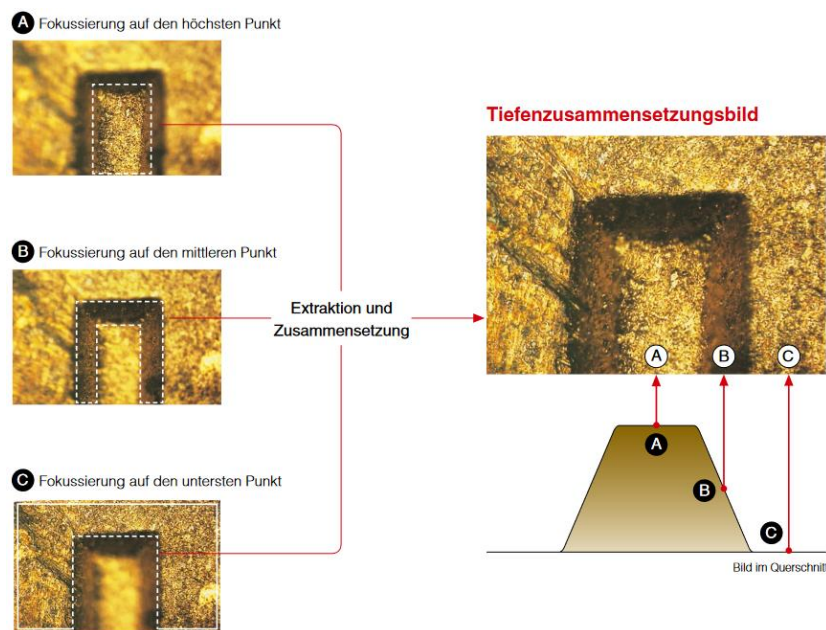 A Fokussierung auf den höchsten Punkt
Tiefenzusammensetzungsbild
B Fokussierung auf den mittleren Punkt
Extraktion und
Zusammensetzung
A B C
C Fokussierung auf den untersten Punkt
A
B
C
Bild im Querschnitt